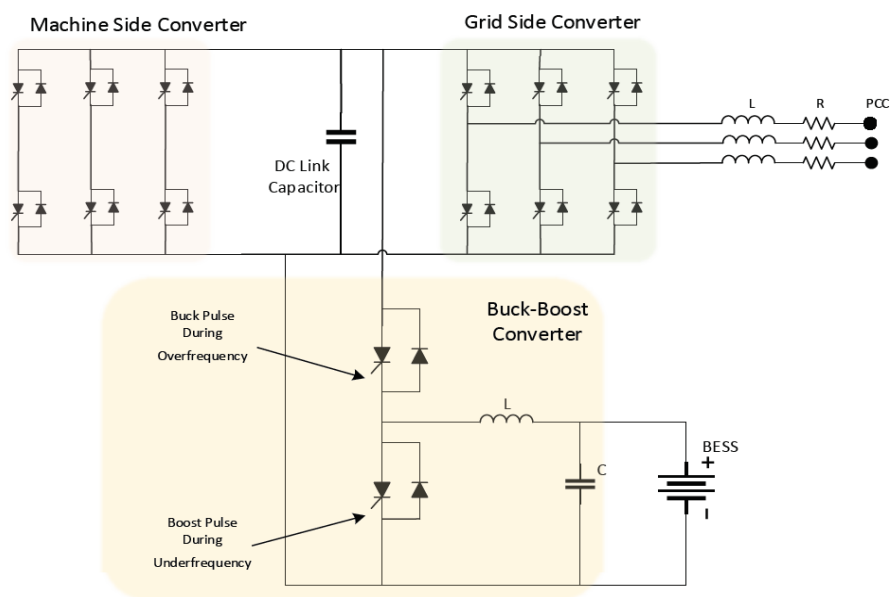 Machine Side Converter
Grid Side Converter
L
R
PCC
DC Link
Capacitor
Buck-Boost
Converter
Buck Pulse
During
Overfrequency
L
BESS
+
C
Boost Pulse
During
Underfrequency